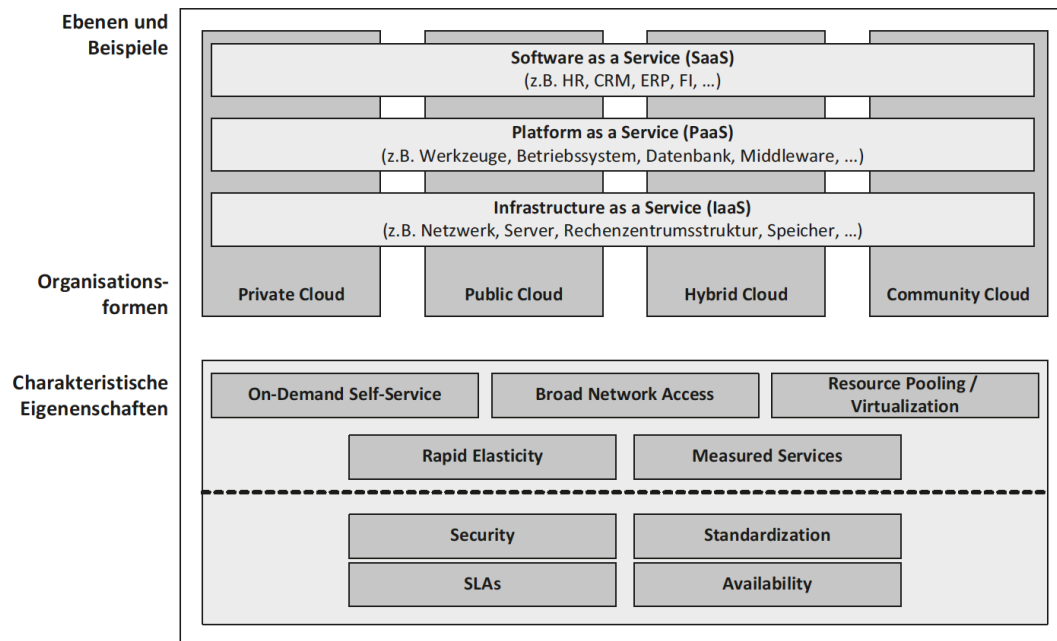 Ebenen und
Beispiele
Software as a Service (SaaS)
(z.B. HR, CRM, ERP, FI, ...)
Platform as a Service (PaaS)
(z.B. Werkzeuge, Betriebssystem, Datenbank, Middleware, ...)
Infrastructure as a Service (IaaS)
(z.B. Netzwerk, Server, Rechenzentrumsstruktur, Speicher, ...)
Organisations-
formen
Private Cloud
Public Cloud
Hybrid Cloud
Community Cloud
Charakteristische
Eigenenschaften
On-Demand Self-Service
Broad Network Access
Resource Pooling /
Virtualization
Rapid Elasticity
Measured Services
Security
Standardization
SLAs
Availability